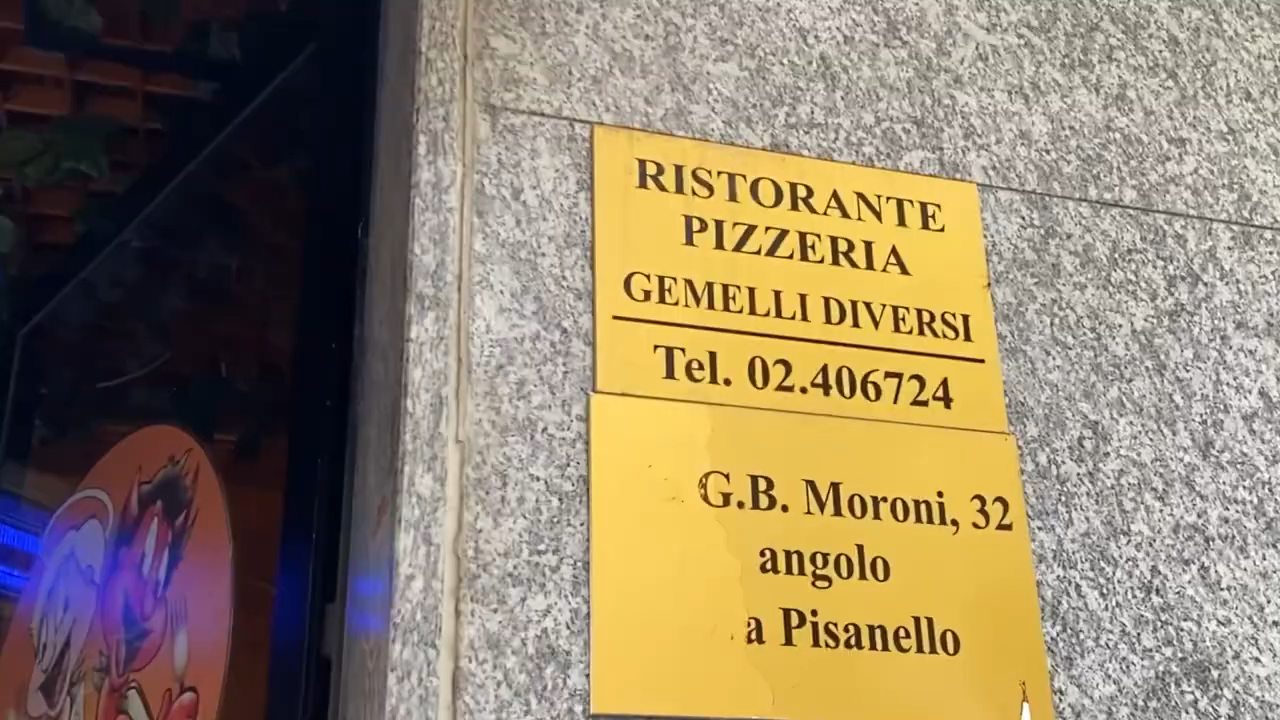 RISTORANTE
PIZZERIA
GEMELLI DIVERSI
Tel. 02.406724
G.B. Moroni, 32
angolo
a Pisanello